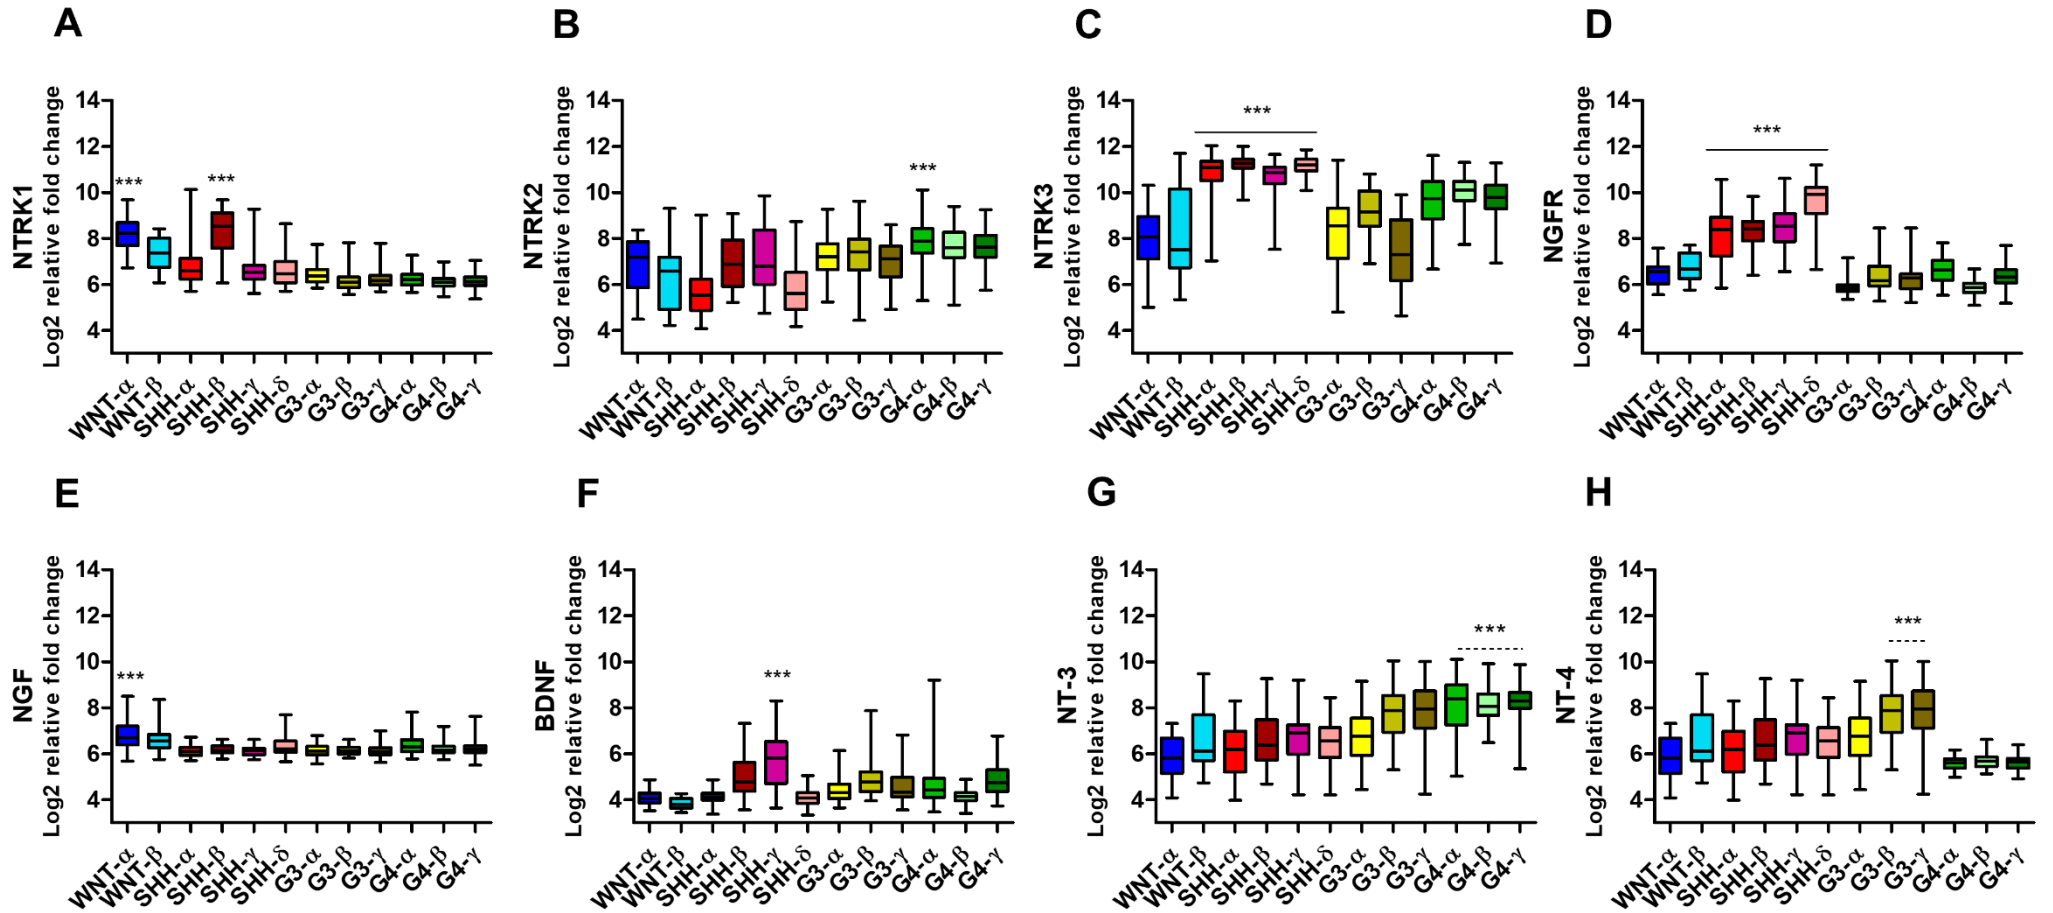 A
NTRK1
Log2 relative fold change
14
12
10
8
6
4
***
***
WNT-α
WNT-β
SHH-α
SHH-β
SHH-γ
SHH-δ
G3-α
G3-β
G3-γ
G4-α
G4-β
G4-γ
B
NTRK2
Log2 relative fold change
14
12
10
8
6
4
***
WNT-α
WNT-β
SHH-α
SHH-β
SHH-γ
SHH-δ
G3-α
G3-β
G3-γ
G4-α
G4-β
G4-γ
C
NTRK3
Log2 relative fold change
14
12
10
8
6
4
***
WNT-α
WNT-β
SHH-α
SHH-β
SHH-γ
SHH-δ
G3-α
G3-β
G3-γ
G4-α
G4-β
G4-γ
D
NGFR
Log2 relative fold change
14
12
10
8
6
4
***
WNT-α
WNT-β
SHH-α
SHH-β
SHH-γ
SHH-δ
G3-α
G3-β
G3-γ
G4-α
G4-β
G4-γ
E
NGF
Log2 relative fold change
14
12
10
8
6
4
***
WNT-α
WNT-β
SHH-α
SHH-β
SHH-γ
SHH-δ
G3-α
G3-β
G3-γ
G4-α
G4-β
G4-γ
F
BDNF
Log2 relative fold change
14
12
10
8
6
4
***
WNT-α
WNT-β
SHH-α
SHH-β
SHH-γ
SHH-δ
G3-α
G3-β
G3-γ
G4-α
G4-β
G4-γ
G
NT-3
Log2 relative fold change
14
12
10
8
6
4
***
WNT-α
WNT-β
SHH-α
SHH-β
SHH-γ
SHH-δ
G3-α
G3-β
G3-γ
G4-α
G4-β
G4-γ
H
NT-4
Log2 relative fold change
14
12
10
8
6
4
***
WNT-α
WNT-β
SHH-α
SHH-β
SHH-γ
SHH-δ
G3-α
G3-β
G3-γ
G4-α
G4-β
G4-γ